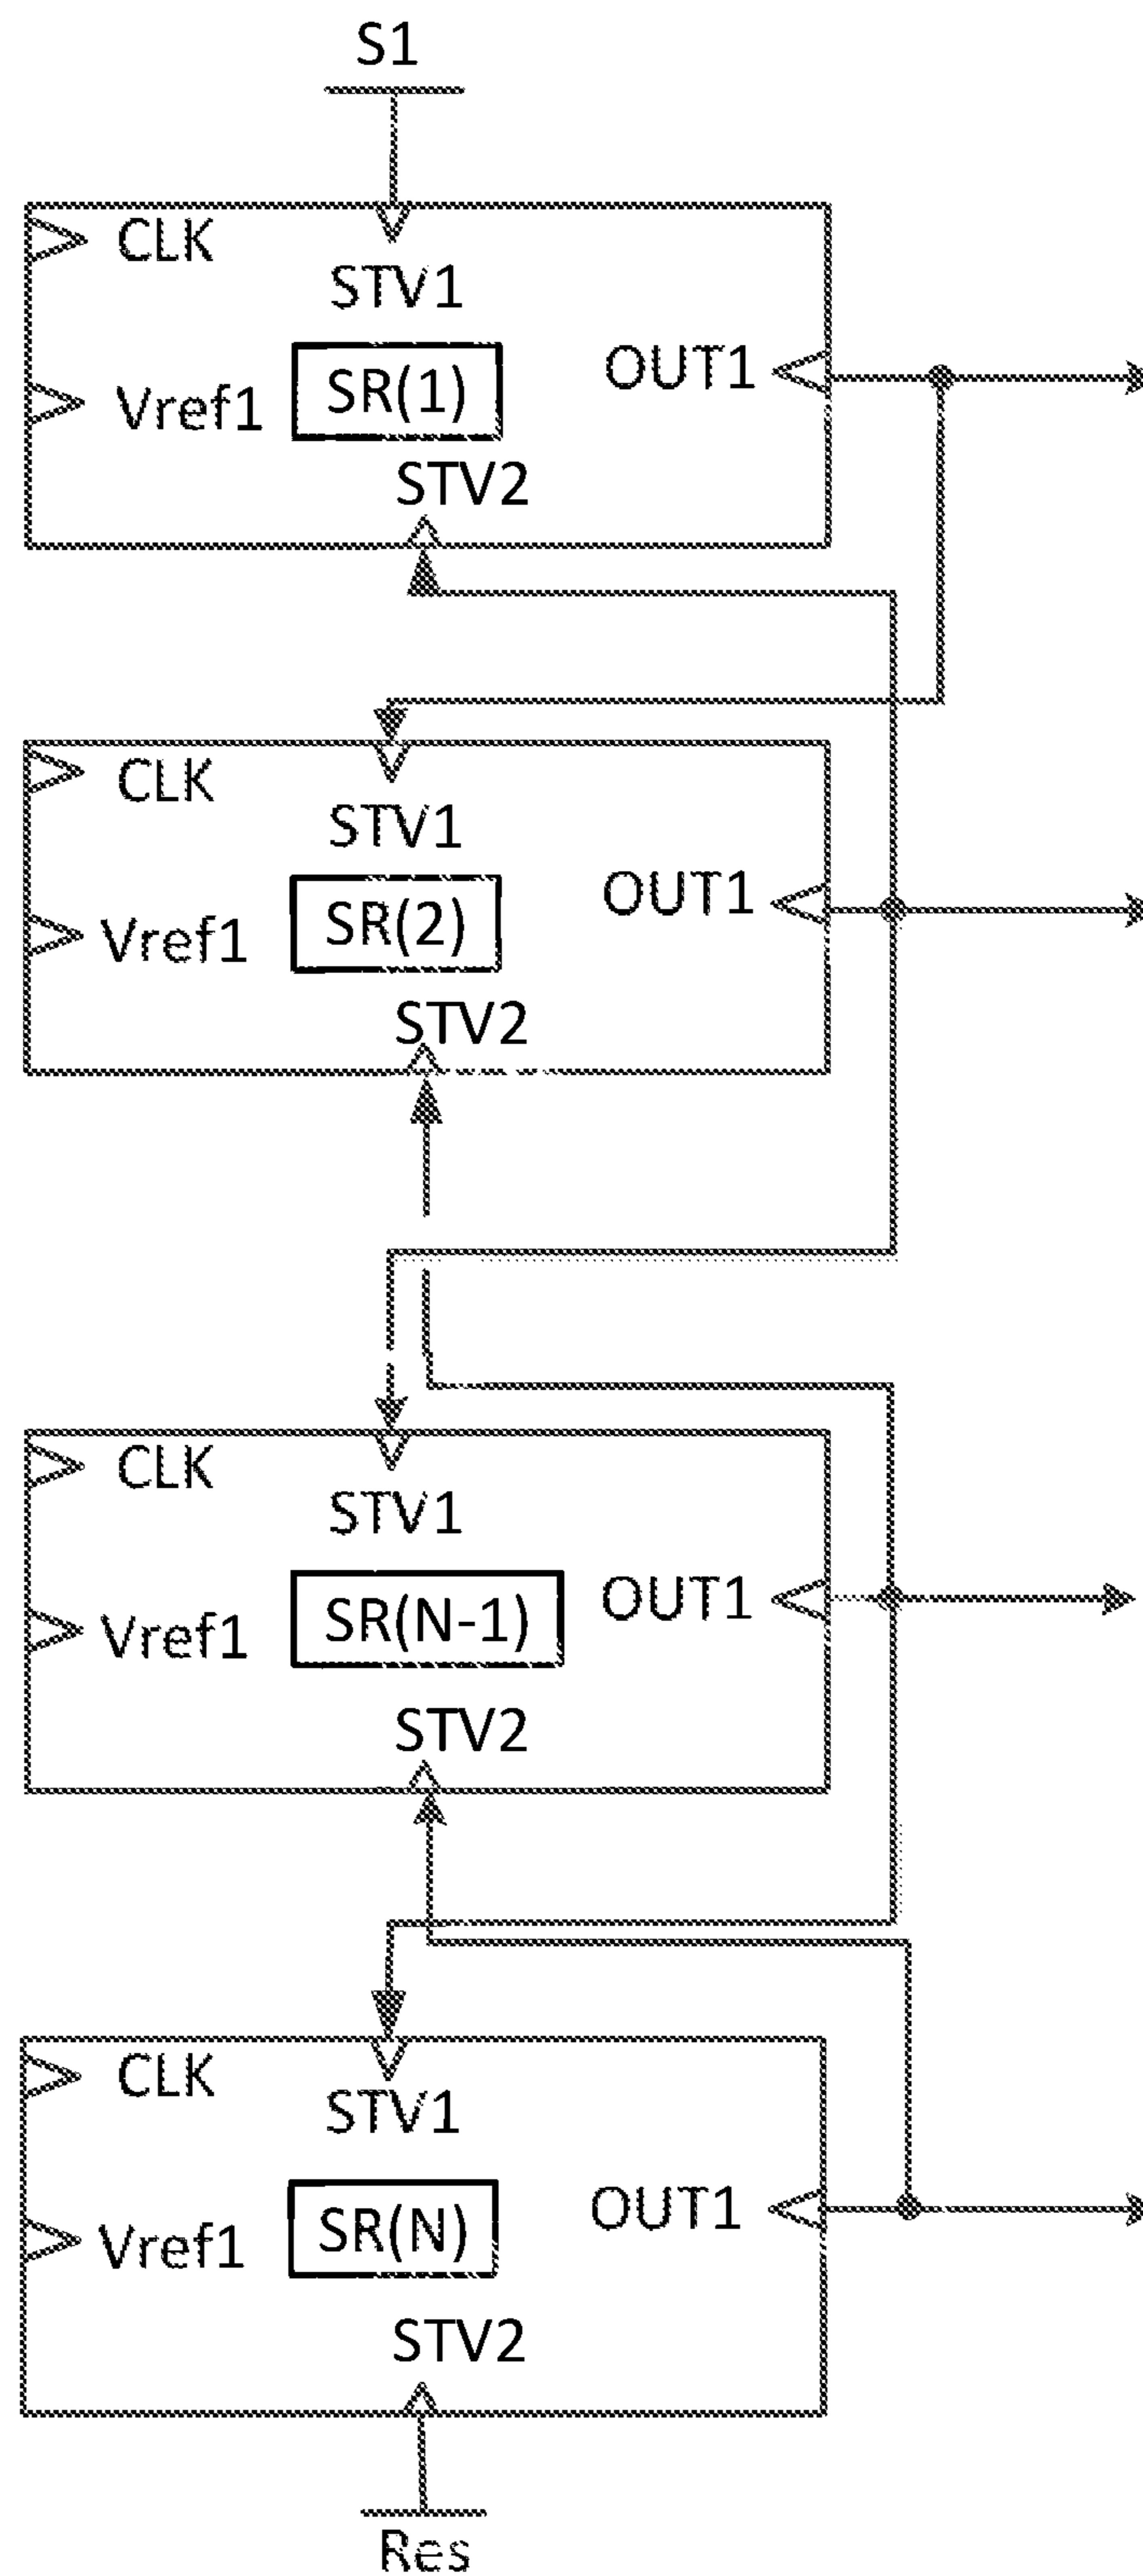 S1
CLK
STV1
OUT1
Vref1
SR(1)
STV2
CLK
STV1
OUT1
Vref1
SR(2)
STV2
CLK
STV1
OUT1
Vref1
SR(N-1)
STV2
CLK
STV1
OUT1
Vref1
SR(N)
STV2
Res